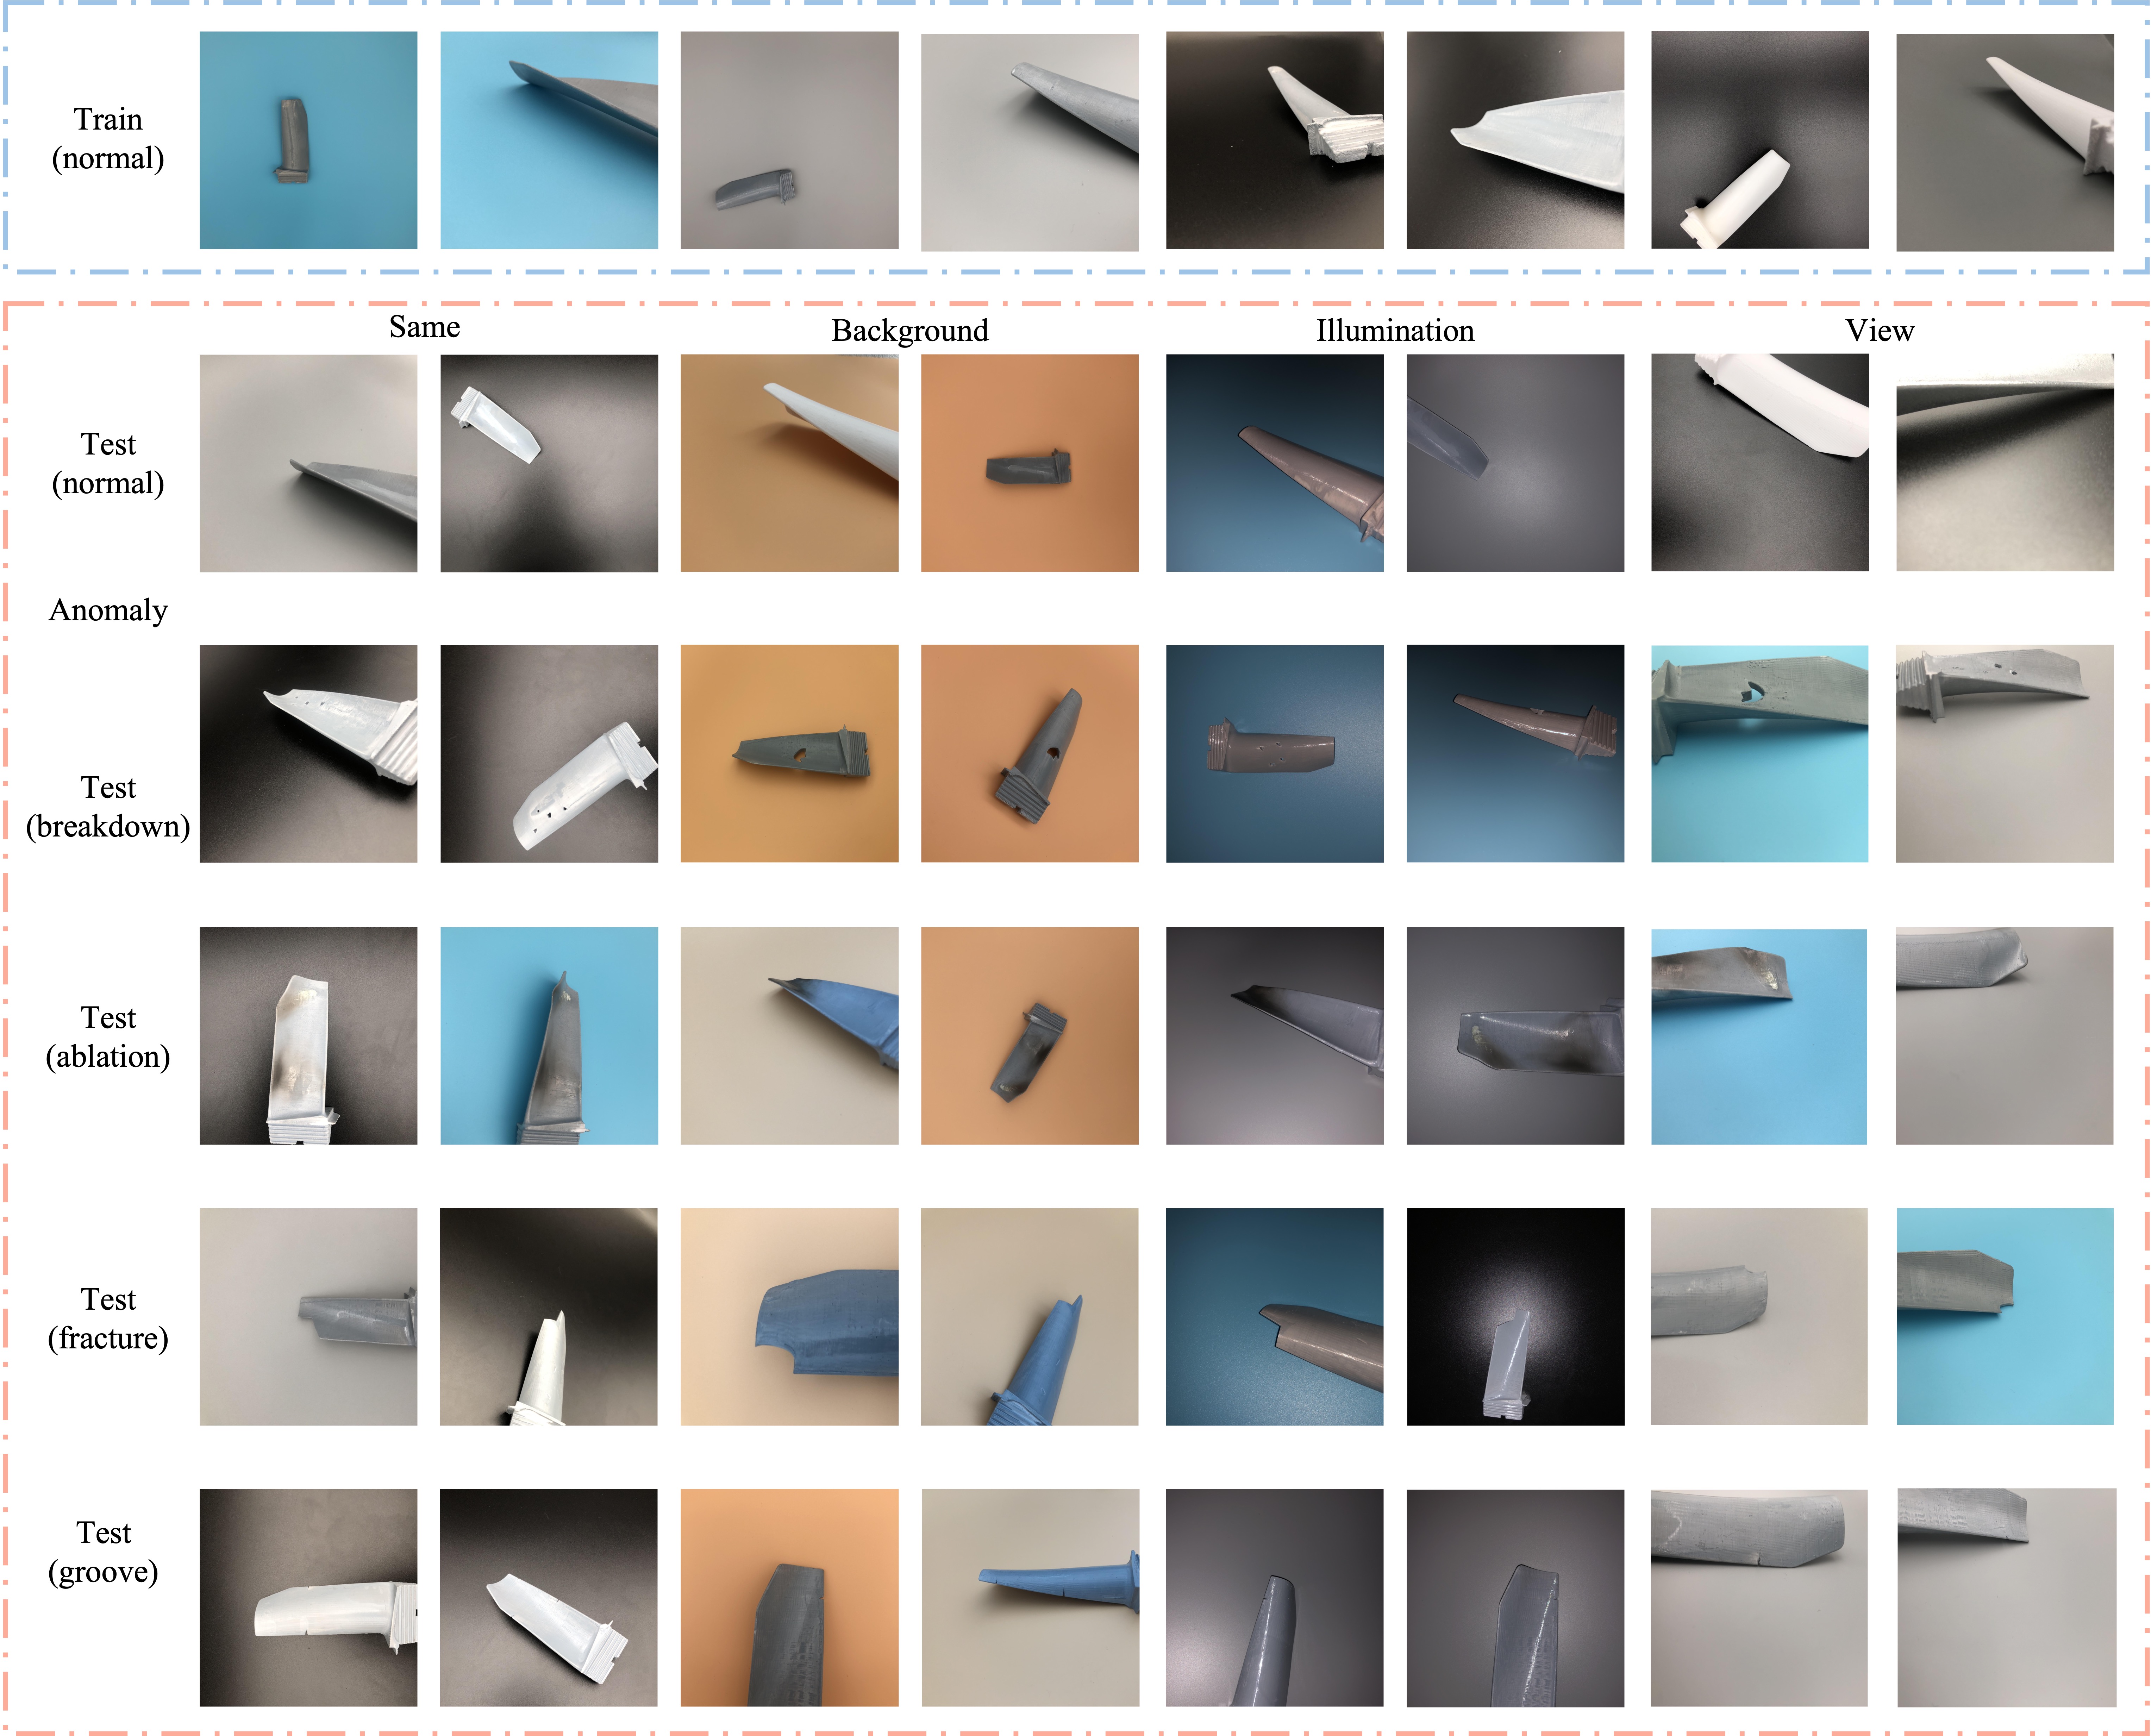 Train
(normal)
Same
Background
Illumination
View
Test
(normal)
Anomaly
Test
(breakdown)
Test
(ablation)
Test
(fracture)
Test
(groove)